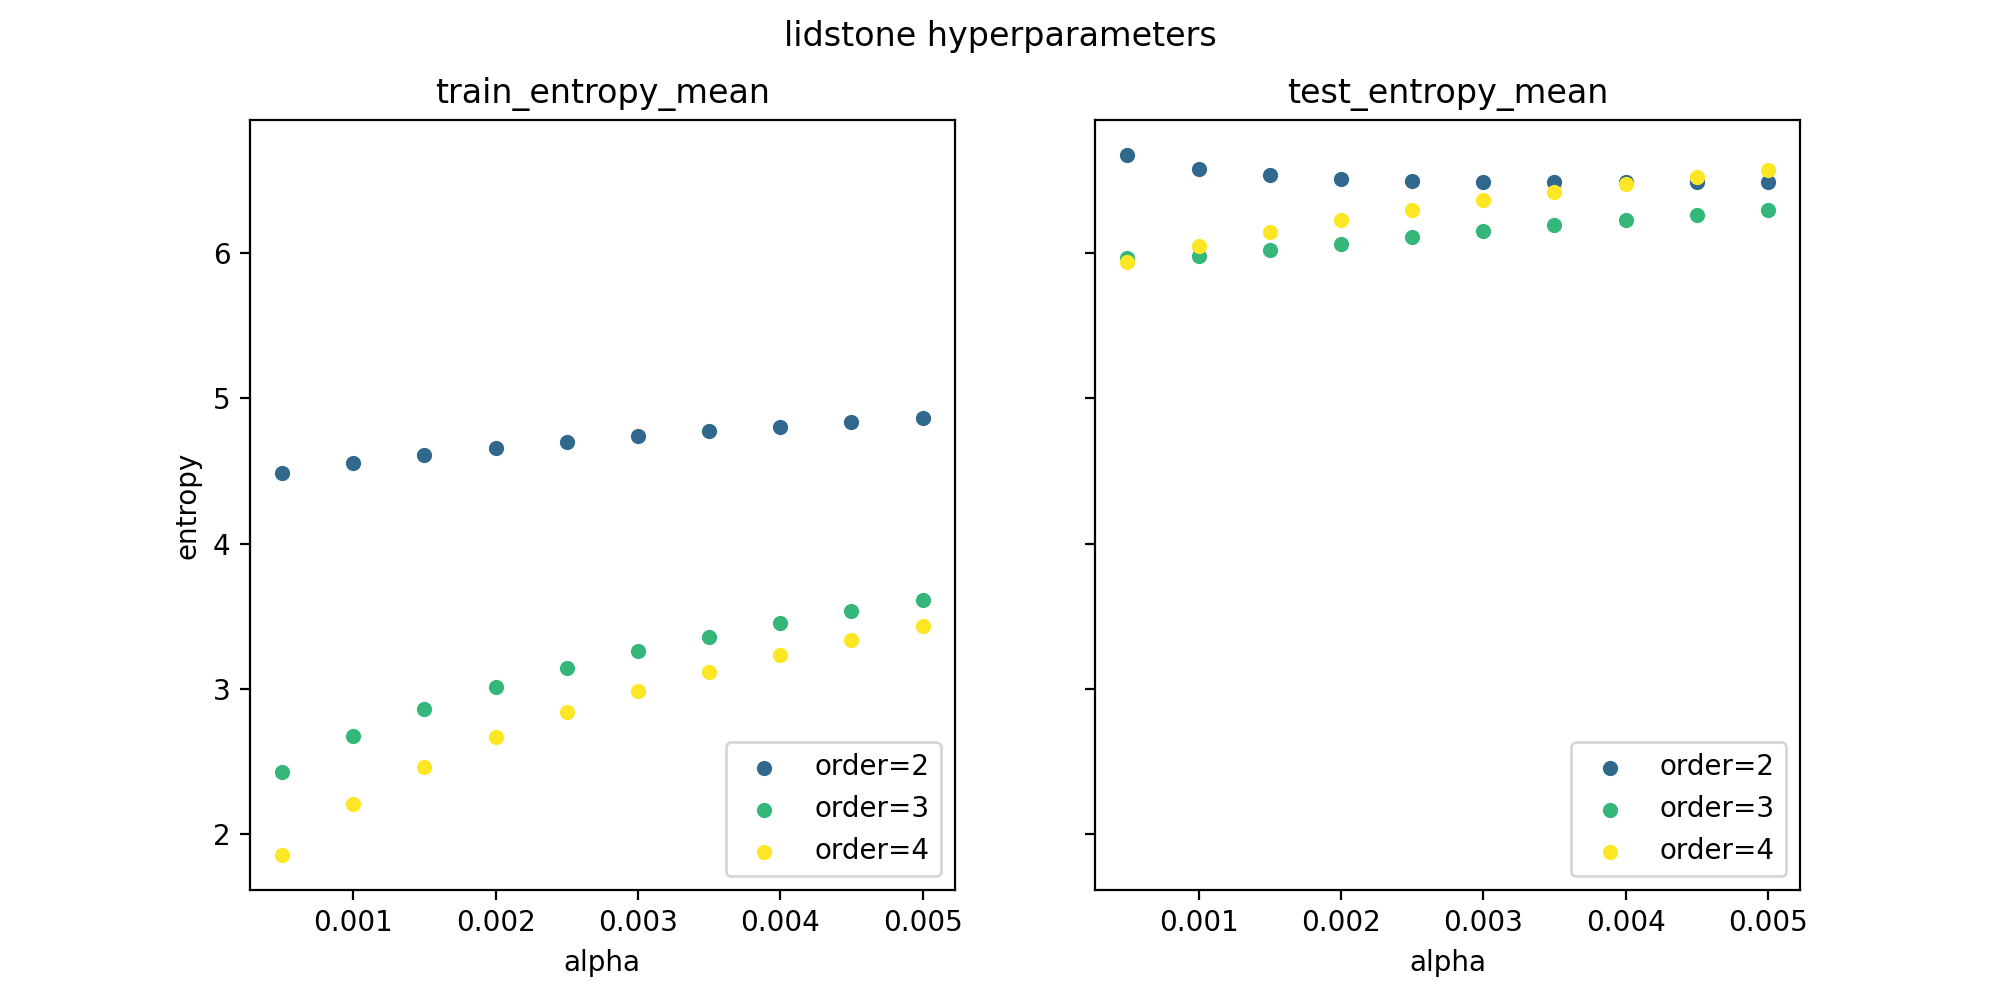 lidstone hyperparameters
train_entropy_mean
entropy
6
5
4
3
2
order=2
order=3
order=4
0.001 0.002 0.003 0.004 0.005
alpha
test_entropy_mean
order=2
order=3
order=4
0.001 0.002 0.003 0.004 0.005
alpha